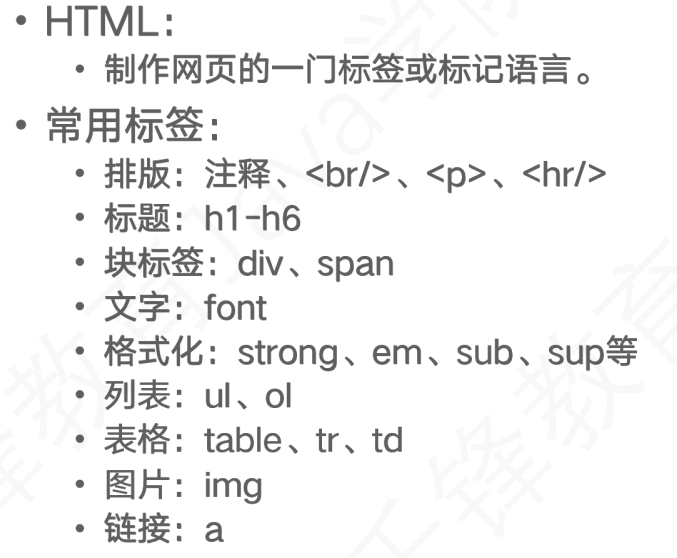 • HTML：
• 制作网页的一门标签或标记语言。
• 常用标签：
• 排版：注释、<br/>、<p>、<hr/>
• 标题：h1-h6
• 块标签：div、span
• 文字：font
• 格式化：strong、em、sub、sup等
• 列表：ul、ol
• 表格：table、tr、td
• 图片：img
• 链接：a